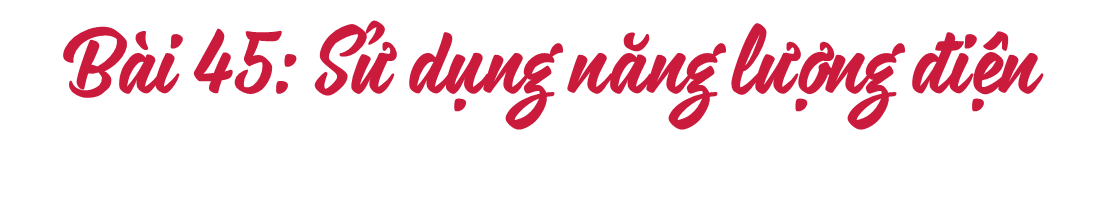 Bài 45: Sử dụng năng lượng điện